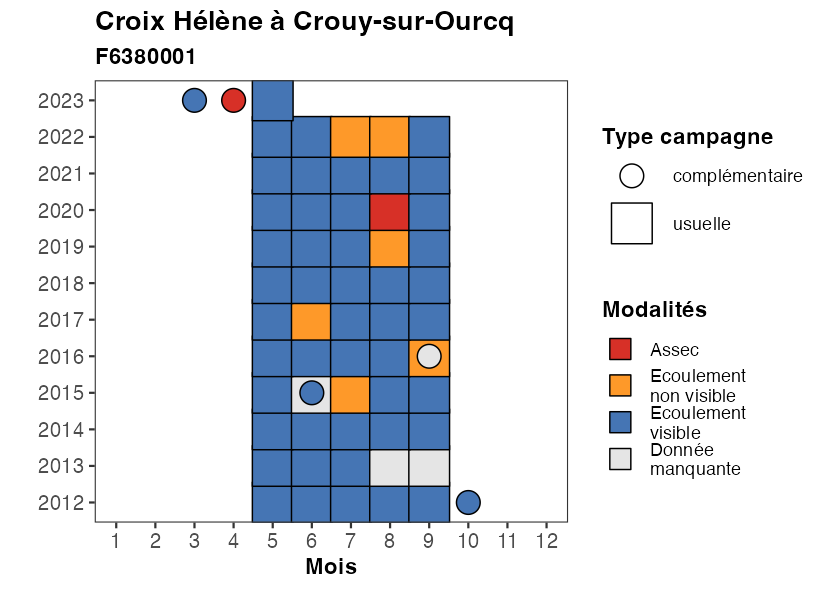 Croix Hélène à Crouy-sur-Ourcq
F6380001
2023
2022
2021
2020
2019
2018
2017
2016
2015
2014
2013
2012
1 2 3 4 5 6 7 8 9 10 11 12
Mois
Type campagne
complémentaire
usuelle
Modalités
Assec
Ecoulement
non visible
Ecoulement
visible
Donnée
manquante